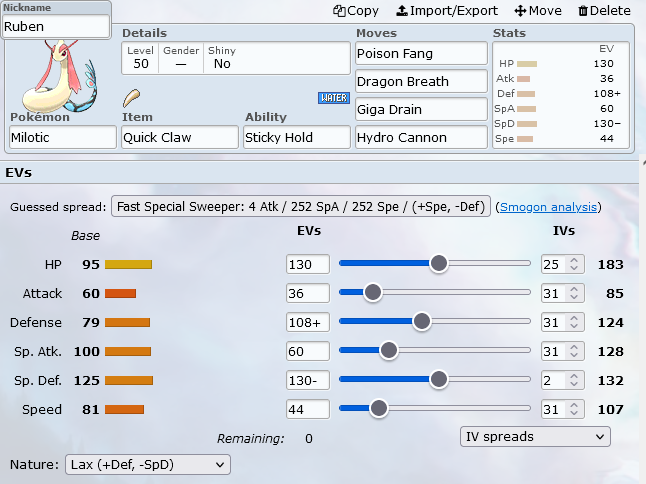 Nickname
Ruben
Copy Import/Export Move Delete
Details
Level Gender Shiny
50 — No
WATER
Pokémon Item Ability
Milotic Quick Claw Sticky Hold
Moves
Poison Fang
Dragon Breath
Giga Drain
Hydro Cannon
Stats
EV
HP 130
Atk 36
Def 108+
SpA 60
SpD 130−
Spe 44
EVs
Guessed spread: Fast Special Sweeper: 4 Atk / 252 SpA / 252 Spe / (+Spe, -Def) (Smogon analysis)
Base EVs IVs
HP 95 130 25 183
Attack 60 36 31 85
Defense 79 108+ 31 124
Sp. Atk. 100 60 31 128
Sp. Def. 125 130- 2 132
Speed 81 44 31 107
Remaining: 0 IV spreads
Nature: Lax (+Def, -SpD)